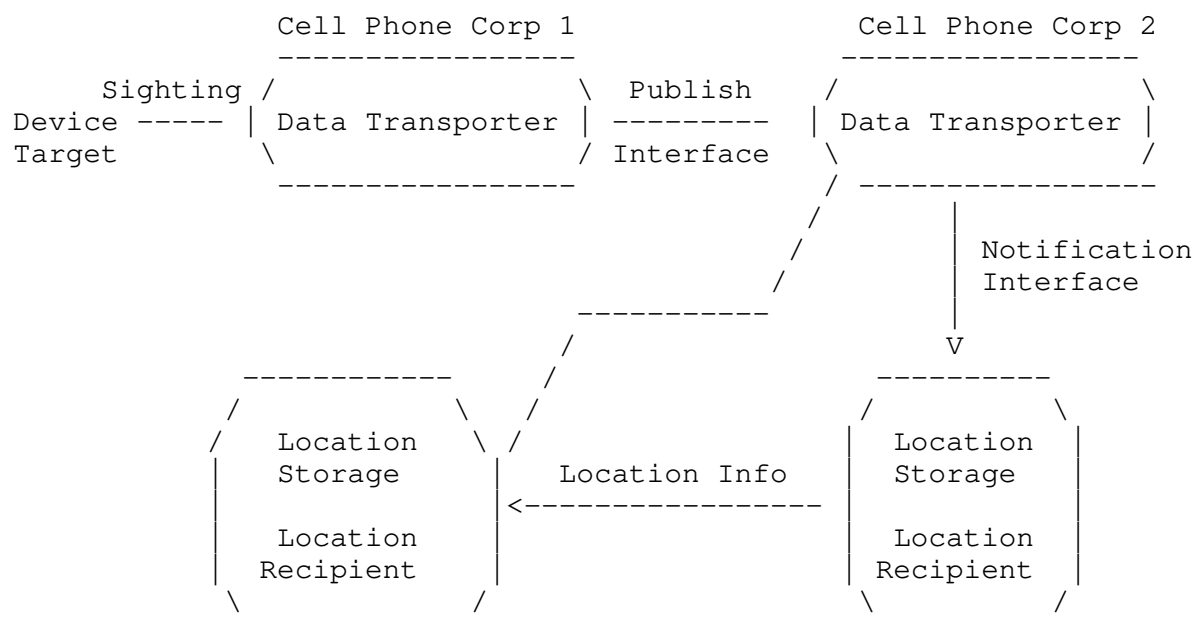 Cell Phone Corp 1 Cell Phone Corp 2
Sighting Publish
Device Data Transporter Data Transporter
Target Interface
Notification
Interface
V
Location Location
Storage Location Info Storage
Location Location
Recipient Recipient